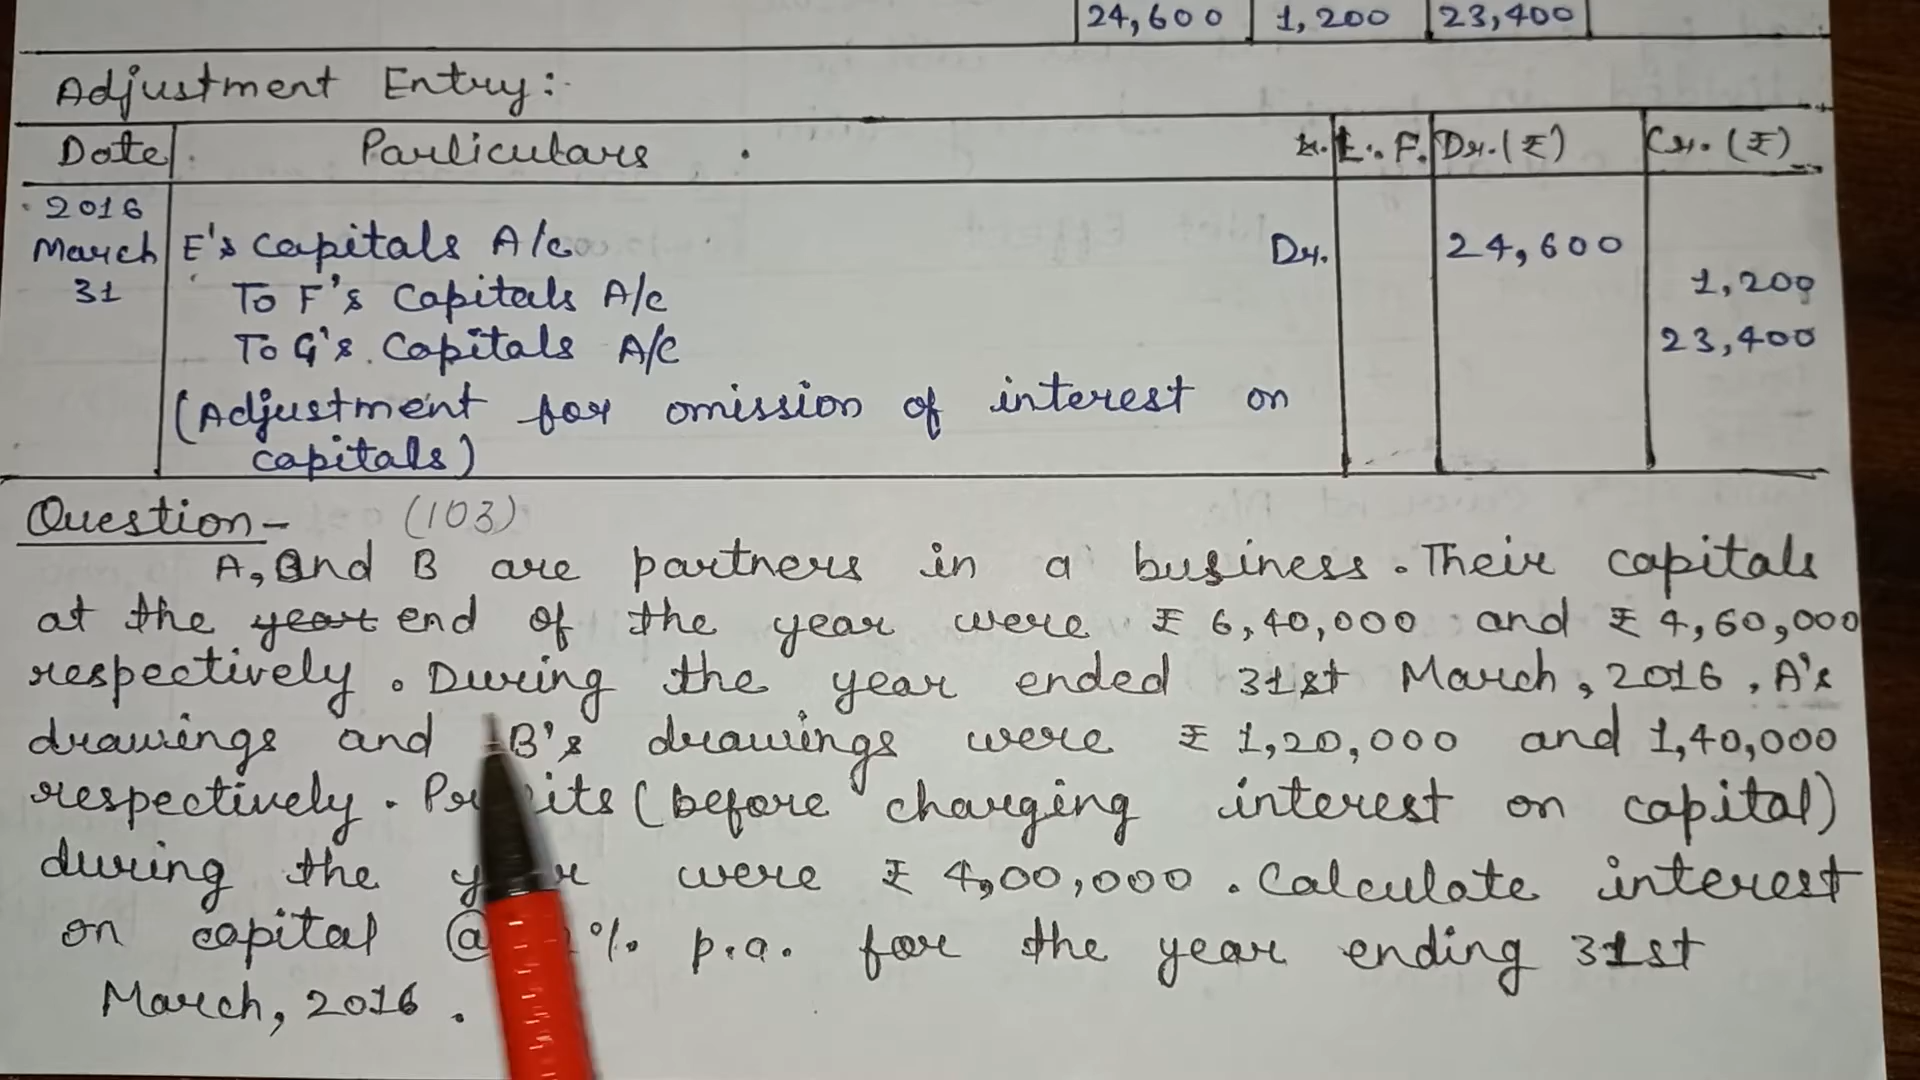 24,600 1,200 23,400
Adjustment Entry:-
Date Particulars L.F. Dr.(₹) Cr.(₹)
2016
March E's Capitals A/c Dr. 24,600
31 To F's Capitals A/c 1,200
To G's Capitals A/c 23,400
(Adjustment for omission of interest on
capitals)
Question- (103)
A, and B are partners in a business. Their capitals
at the year end of the year were ₹ 6,40,000 and ₹ 4,60,000
respectively. During the year ended 31st March, 2016, A's
drawings and B's drawings were ₹ 1,20,000 and 1,40,000
respectively. (before charging interest on capital)
during the were ₹ 4,00,000. Calculate interest
on capital @ % p.a. for the year ending 31st
March, 2016.